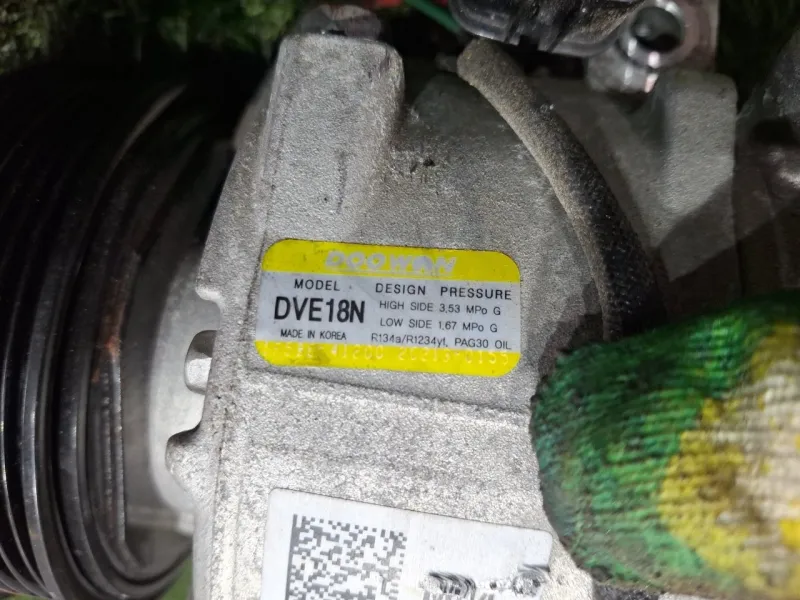 DOOWON
MODEL DESIGN PRESSURE
DVE18N HIGH SIDE 3,53 MPa G
LOW SIDE 1,67 MPa G
MADE IN KOREA R134a/R1234yf, PAG30 OIL